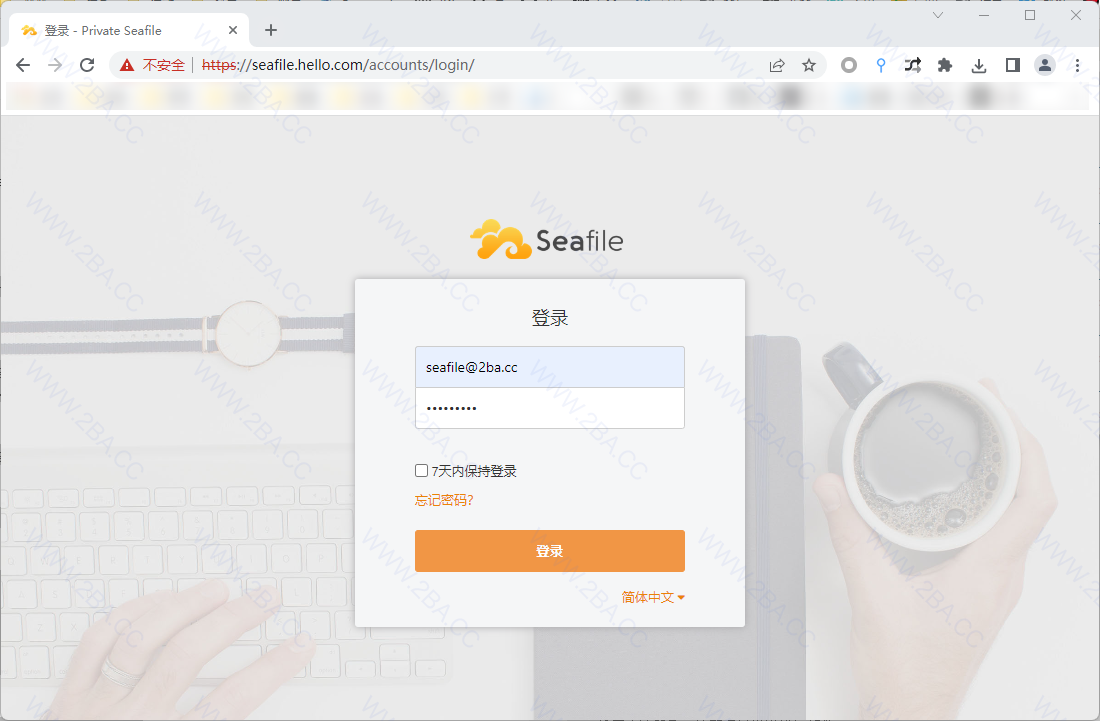 登录 - Private Seafile
不安全 https://seafile.hello.com/accounts/login/
Seafile
登录
seafile@2ba.cc
•••••••••
7天内保持登录
忘记密码?
登录
简体中文
WWW.2BA.CC